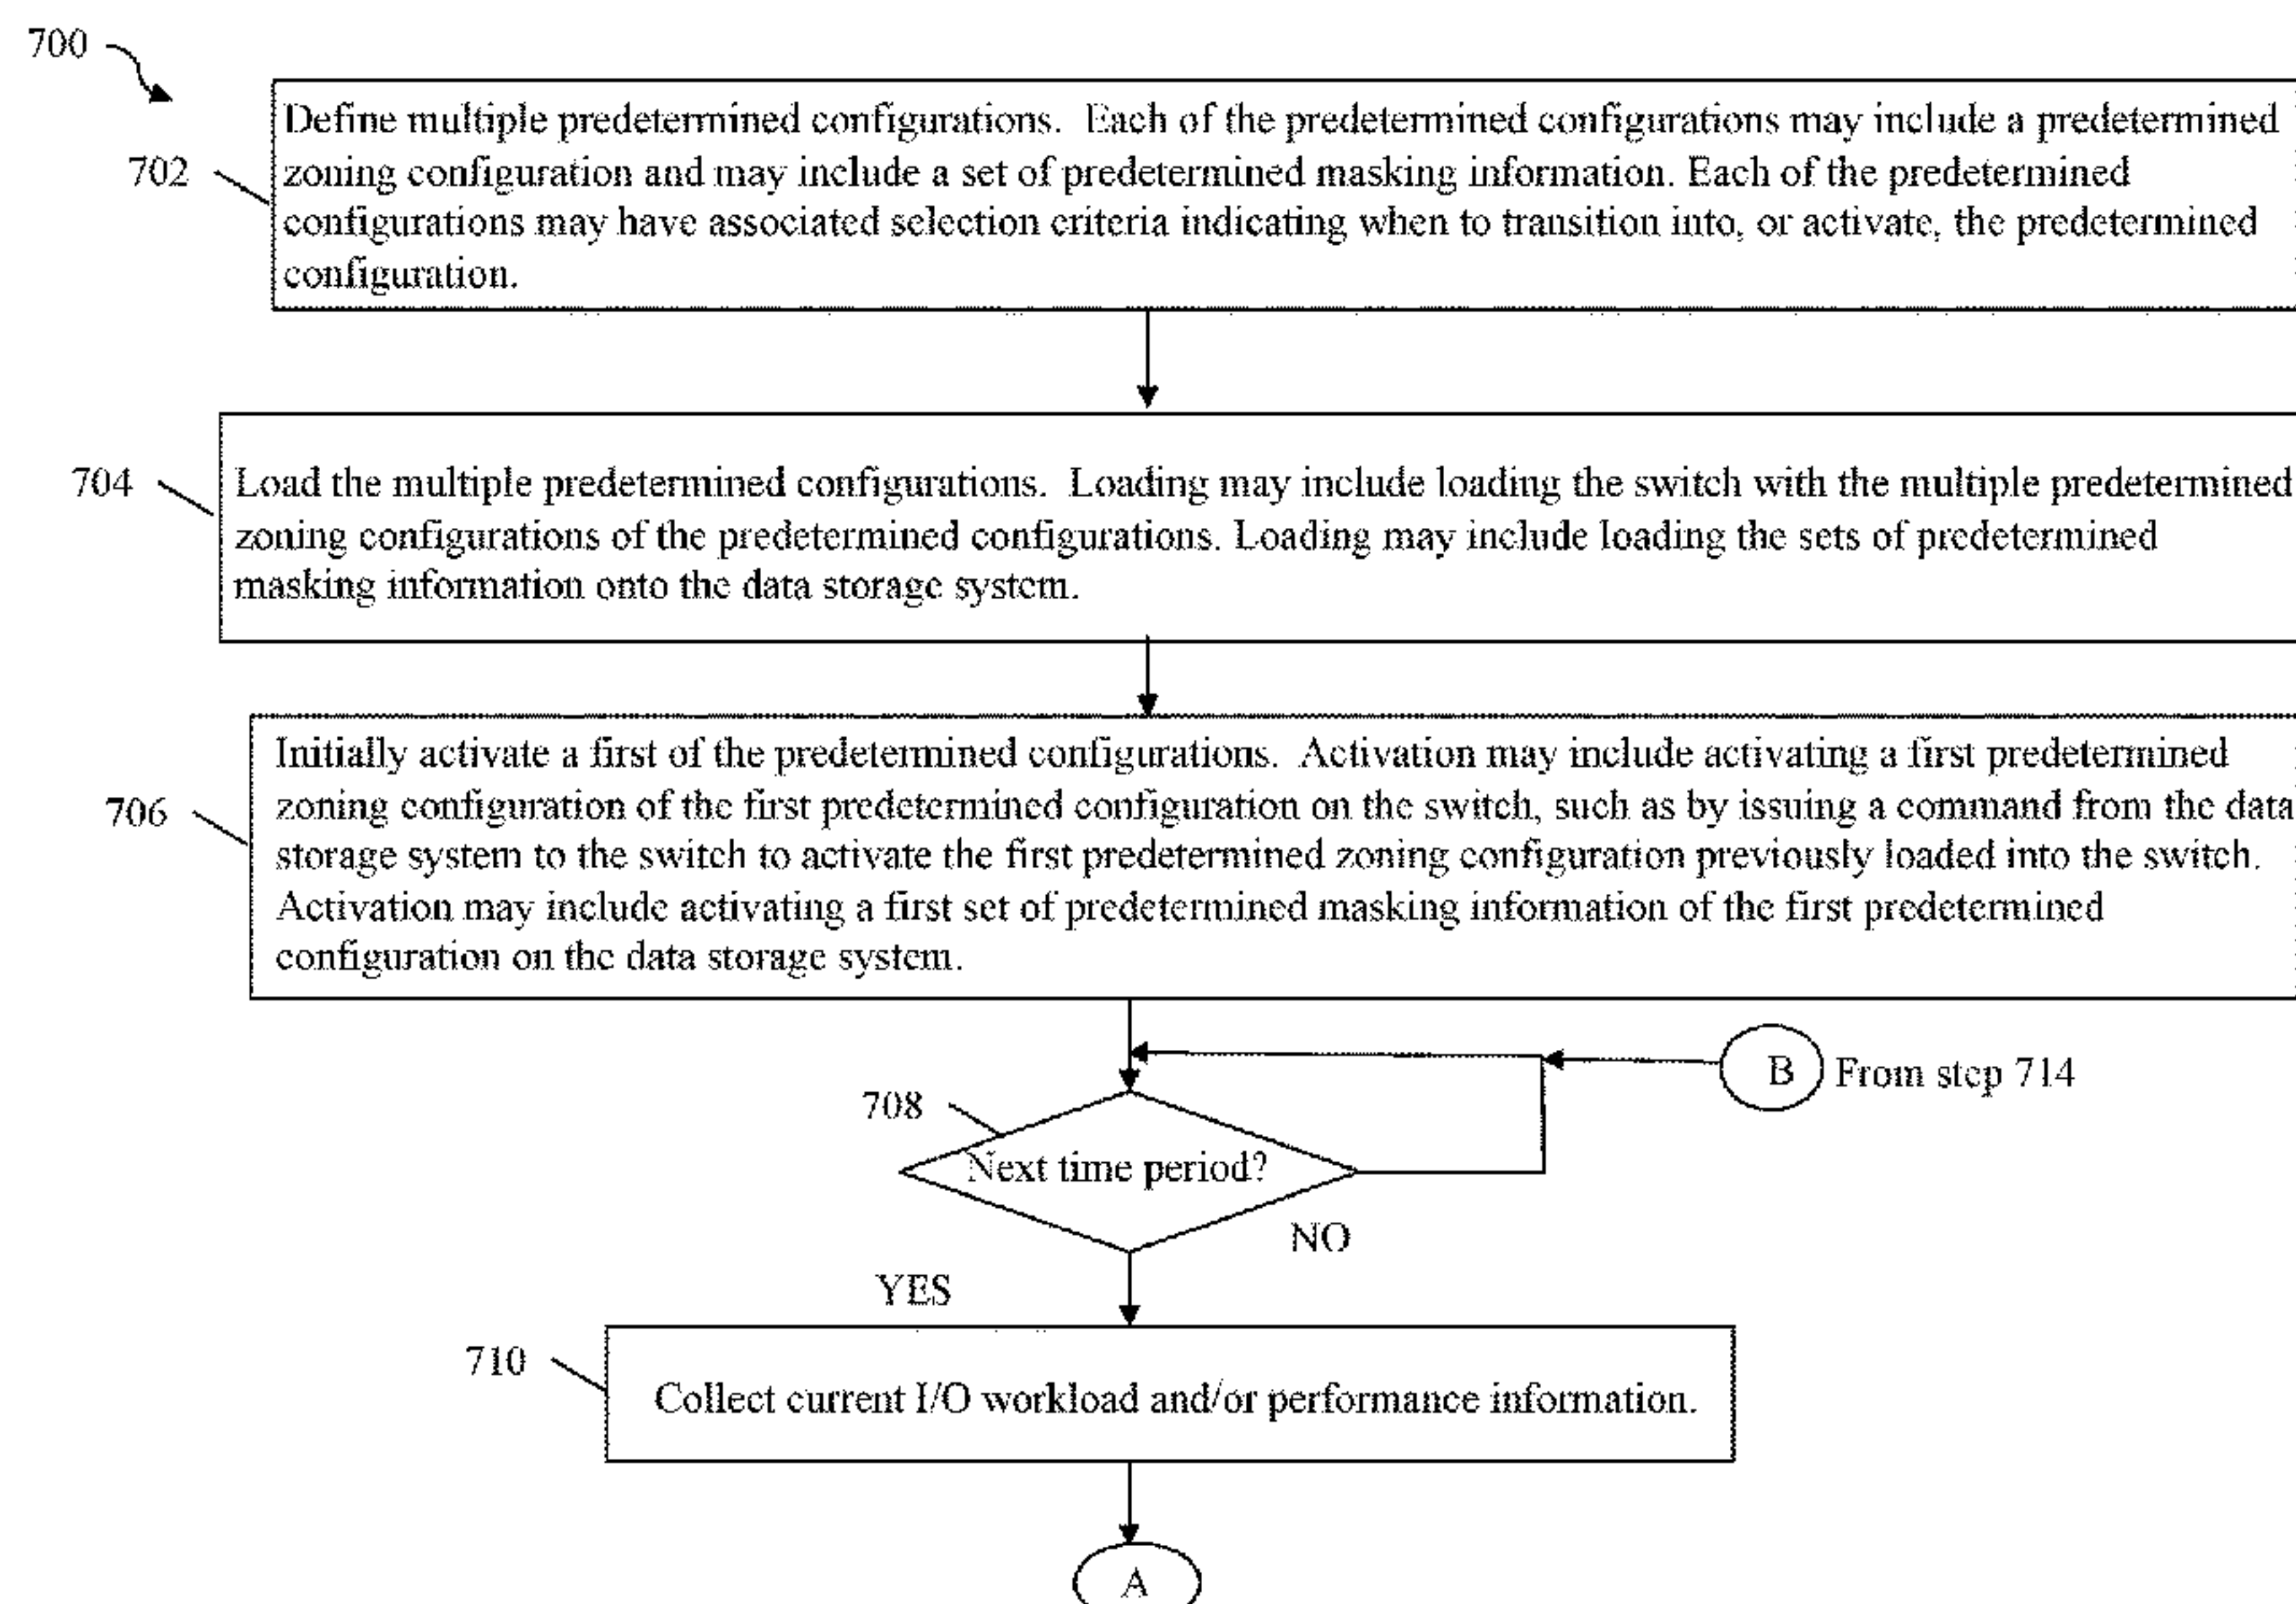 700
Define multiple predetermined configurations. Each of the predetermined configurations may include a predetermined
702
zoning configuration and may include a set of predetermined masking information. Each of the predetermined
configurations may have associated selection criteria indicating when to transition into, or activate, the predetermined
configuration.
704
Load the multiple predetermined configurations. Loading may include loading the switch with the multiple predetermined
zoning configurations of the predetermined configurations. Loading may include loading the sets of predetermined
masking information onto the data storage system.
Initially activate a first of the predetermined configurations. Activation may include activating a first predetermined
706
zoning configuration of the first predetermined configuration on the switch, such as by issuing a command from the data
storage system to the switch to activate the first predetermined zoning configuration previously loaded into the switch.
Activation may include activating a first set of predetermined masking information of the first predetermined
configuration on the data storage system.
B From step 714
708
Next time period?
NO
YES
710
Collect current I/O workload and/or performance information.
A